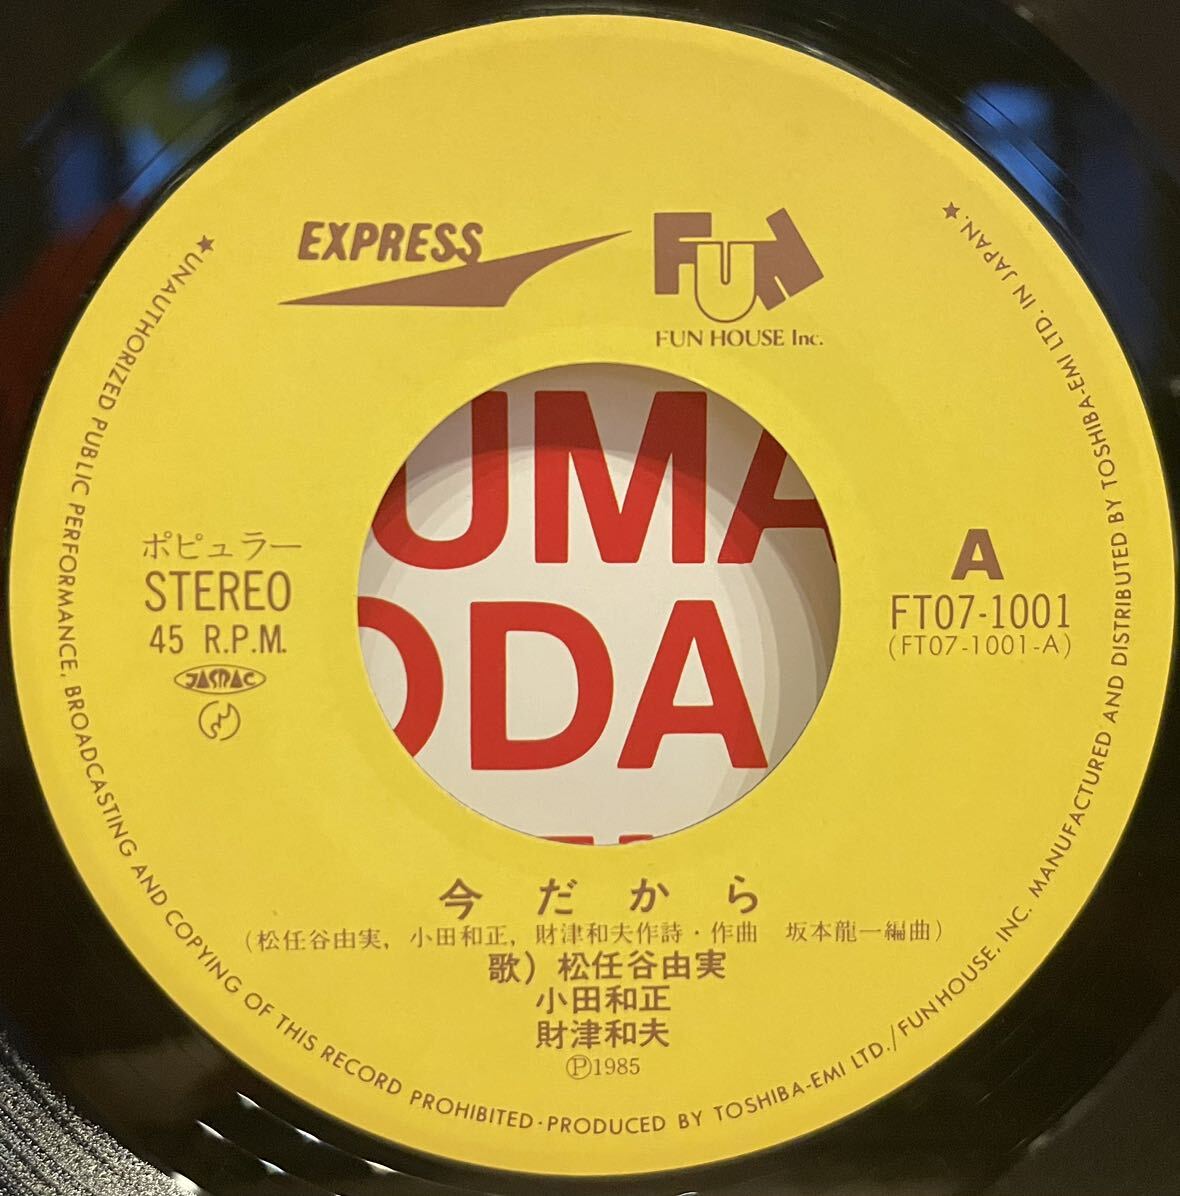 EXPRESS
FUN
FUN HOUSE Inc.
ポピュラー
STEREO
45 R.P.M.
JASRAC
A
FT07-1001
(FT07-1001-A)
UMA
ODA
今だから
(松任谷由実, 小田和正, 財津和夫作詩・作曲 坂本龍一編曲)
歌) 松任谷由実
小田和正
財津和夫
Ⓟ1985
★UNAUTHORIZED PUBLIC PERFORMANCE, BROADCASTING AND COPYING OF THIS RECORD PROHIBITED·PRODUCED BY TOSHIBA-EMI LTD./FUN HOUSE, INC. MANUFACTURED AND DISTRIBUTED BY TOSHIBA-EMI LTD. IN JAPAN.★